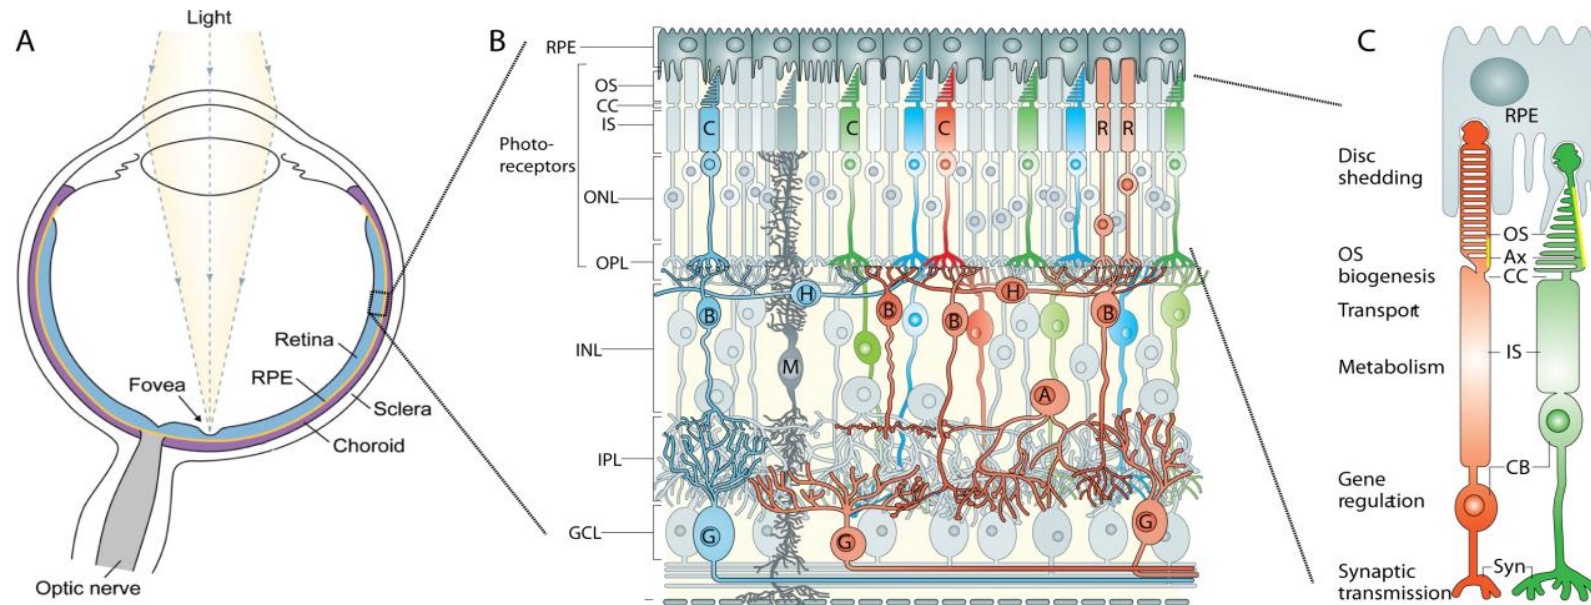 A
Light
Retina
RPE
Fovea
Sclera
Choroid
Optic nerve
B
RPE
OS
CC
IS
Photo-
receptors
ONL
OPL
INL
IPL
GCL
C
C
C
R
R
H
H
B
B
B
B
M
A
G
G
G
C
RPE
Disc
shedding
OS
Ax
OS
biogenesis
CC
Transport
IS
Metabolism
CB
Gene
regulation
Syn
Synaptic
transmission